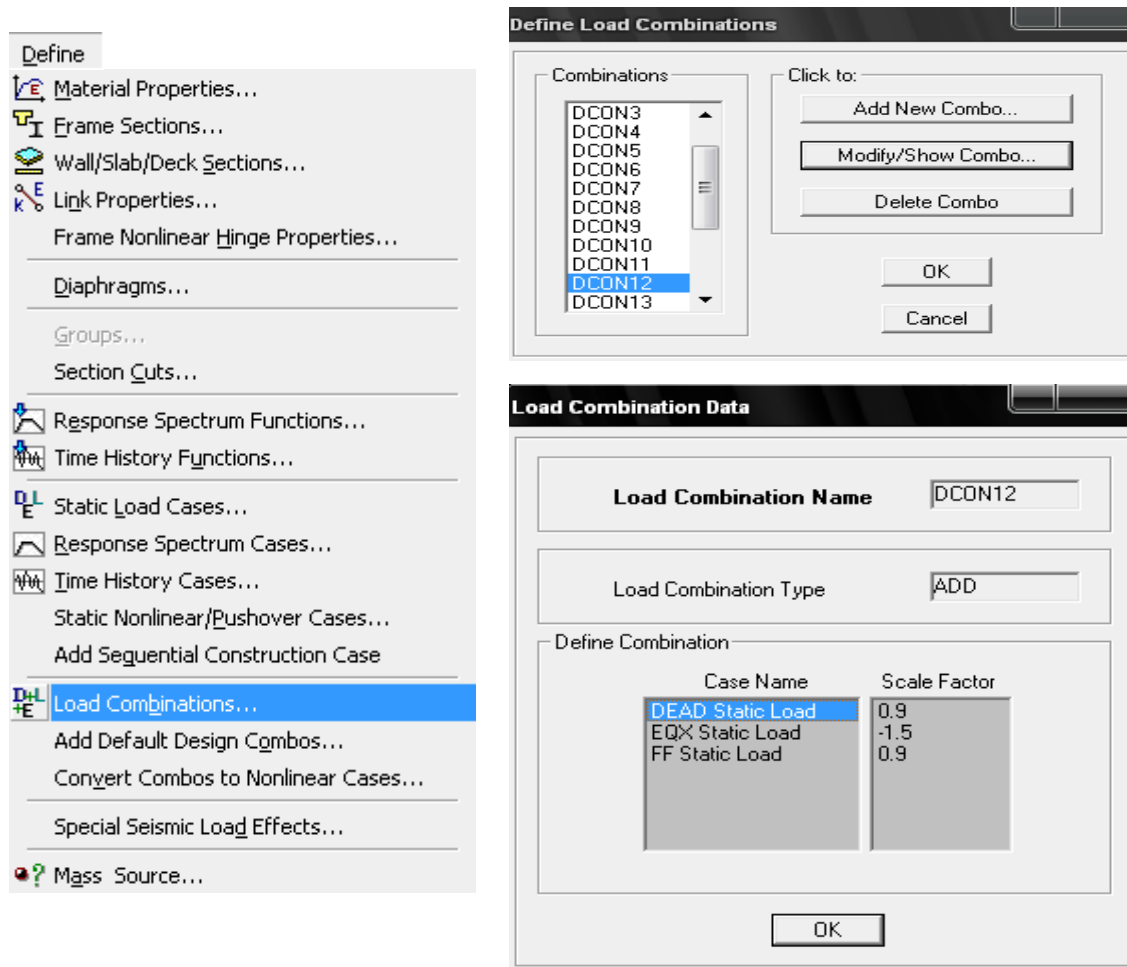 Define
Material Properties...
Frame Sections...
Wall/Slab/Deck Sections...
Link Properties...
Frame Nonlinear Hinge Properties...
Diaphragms...
Groups...
Section Cuts...
Response Spectrum Functions...
Time History Functions...
Static Load Cases...
Response Spectrum Cases...
Time History Cases...
Static Nonlinear/Pushover Cases...
Add Sequential Construction Case
Load Combinations...
Add Default Design Combos...
Convert Combos to Nonlinear Cases...
Special Seismic Load Effects...
Mass Source...
Define Load Combinations
Combinations
DCON3
DCON4
DCON5
DCON6
DCON7
DCON8
DCON9
DCON10
DCON11
DCON12
DCON13
Click to:
Add New Combo...
Modify/Show Combo...
Delete Combo
OK
Cancel
Load Combination Data
Load Combination Name DCON12
Load Combination Type ADD
Define Combination
Case Name Scale Factor
DEAD Static Load 0.9
EQX Static Load -1.5
FF Static Load 0.9
OK